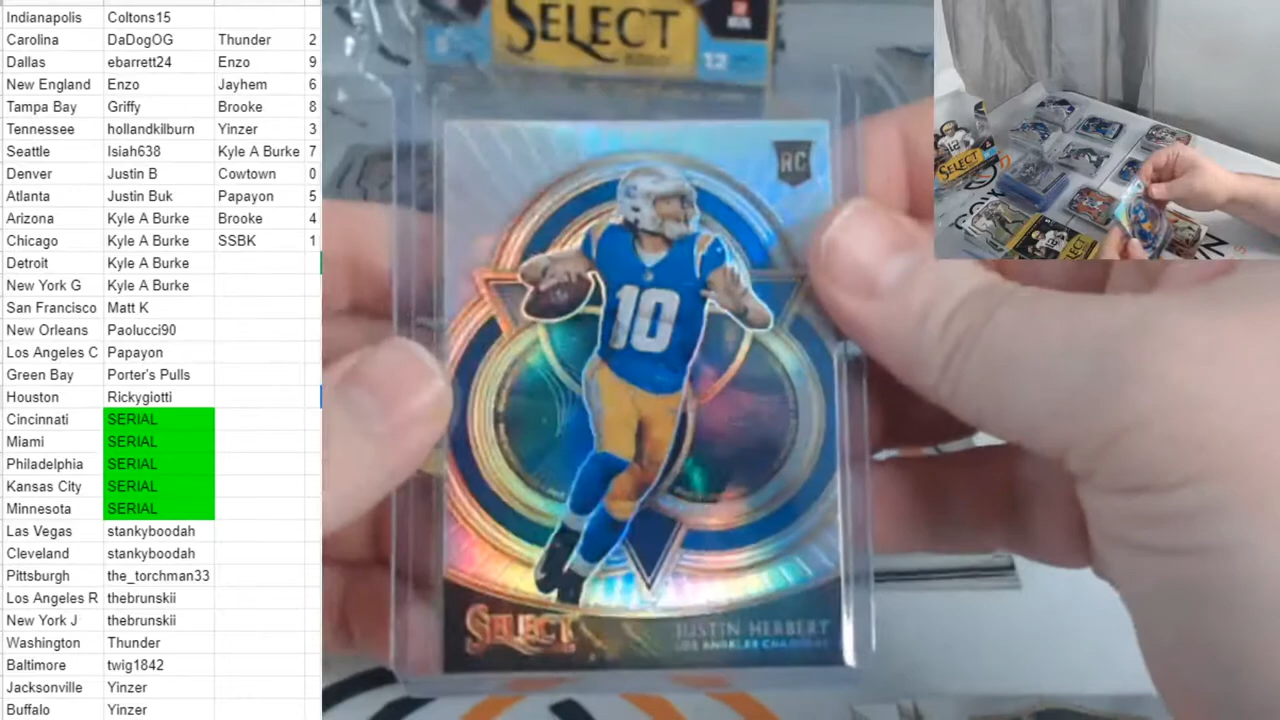 Indianapolis Coltons15
Carolina DaDogOG Thunder 2
Dallas ebarrett24 Enzo 9
New England Enzo Jayhem 6
Tampa Bay Griffy Brooke 8
Tennessee hollandkilburn Yinzer 3
Seattle Isiah638 Kyle A Burke 7
Denver Justin B Cowtown 0
Atlanta Justin Buk Papayon 5
Arizona Kyle A Burke Brooke 4
Chicago Kyle A Burke SSBK 1
Detroit Kyle A Burke
New York G Kyle A Burke
San Francisco Matt K
New Orleans Paolucci90
Los Angeles C Papayon
Green Bay Porter's Pulls
Houston Rickygiotti
Cincinnati SERIAL
Miami SERIAL
Philadelphia SERIAL
Kansas City SERIAL
Minnesota SERIAL
Las Vegas stankyboodah
Cleveland stankyboodah
Pittsburgh the_torchman33
Los Angeles R thebrunskii
New York J thebrunskii
Washington Thunder
Baltimore twig1842
Jacksonville Yinzer
Buffalo Yinzer
SELECT
12
RC
10
SELECT
JUSTIN HERBERT
LOS ANGELES CHARGERS
SELECT
12